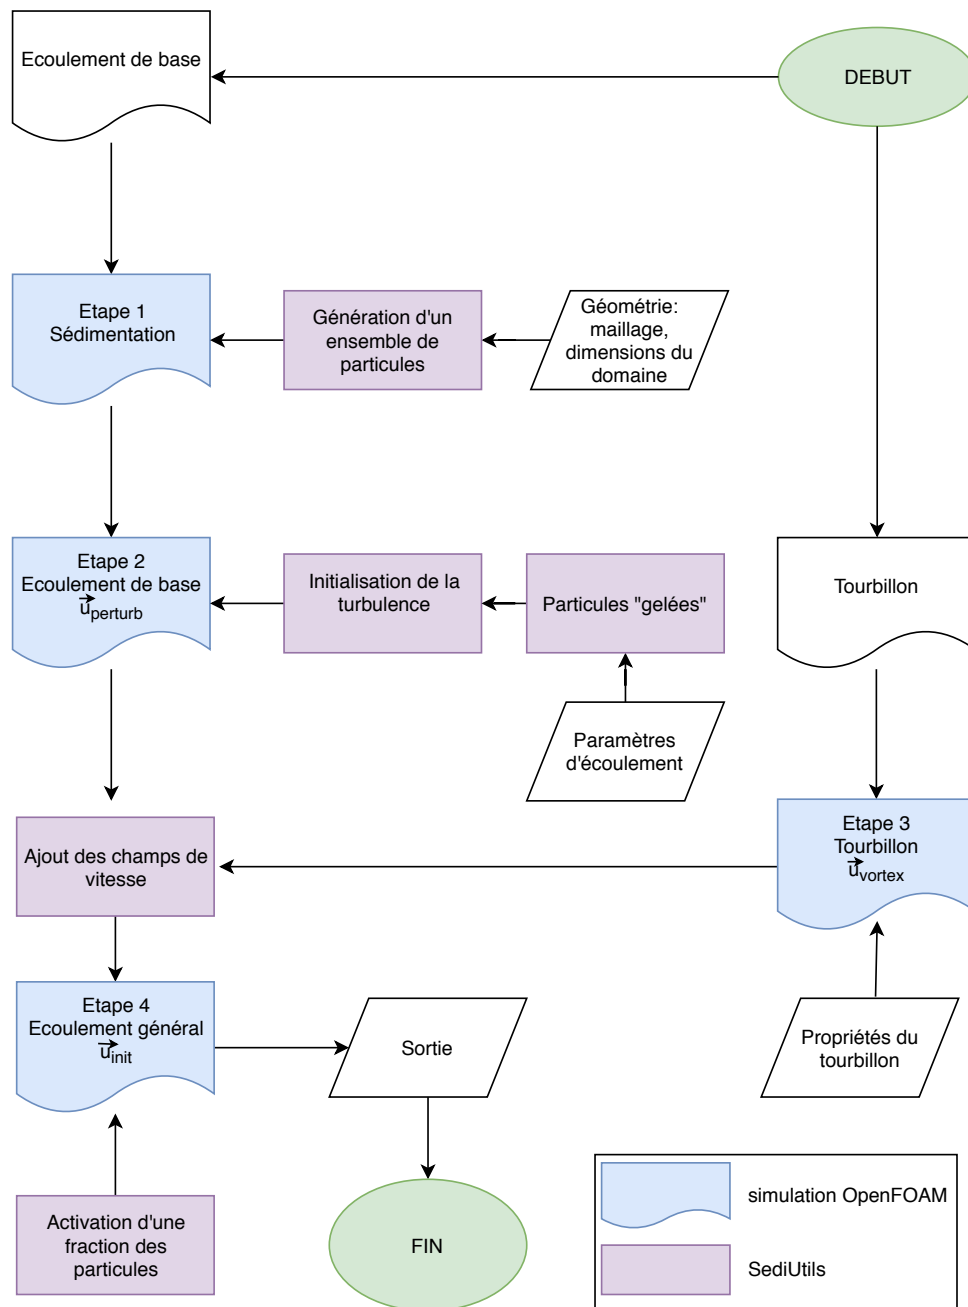 Ecoulement de base
DEBUT
Etape 1
Sédimentation
Génération d'un
ensemble de
particules
Géométrie:
maillage,
dimensions du
domaine
Etape 2
Ecoulement de base
u⃗perturb
Initialisation de la
turbulence
Particules "gelées"
Tourbillon
Paramètres
d'écoulement
Etape 3
Tourbillon
u⃗vortex
Ajout des champs de
vitesse
Etape 4
Ecoulement général
u⃗init
Sortie
Propriétés du
tourbillon
Activation d'une
fraction des
particules
FIN
simulation OpenFOAM
SediUtils